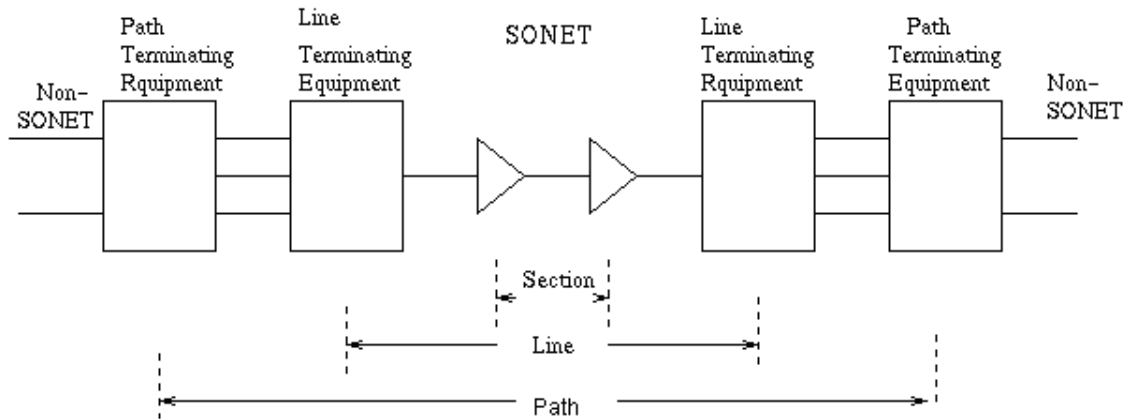 Path
Terminating
Rquipment
Line
Terminating
Equipment
SONET
Line
Terminating
Rquipment
Path
Terminating
Equipment
Non-
SONET
Non-
SONET
Section
Line
Path